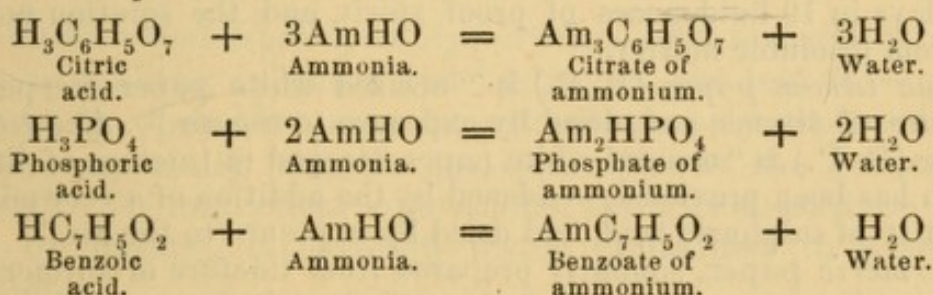 H₃C₆H₅O₇ + 3AmHO = Am₃C₆H₅O₇ + 3H₂O
Citric Ammonia. Citrate of Water.
acid. ammonium.
H₃PO₄ + 2AmHO = Am₂HPO₄ + 2H₂O
Phosphoric Ammonia. Phosphate of Water.
acid. ammonium.
HC₇H₅O₂ + AmHO = AmC₇H₅O₂ + H₂O
Benzoic Ammonia. Benzoate of Water.
acid. ammonium.